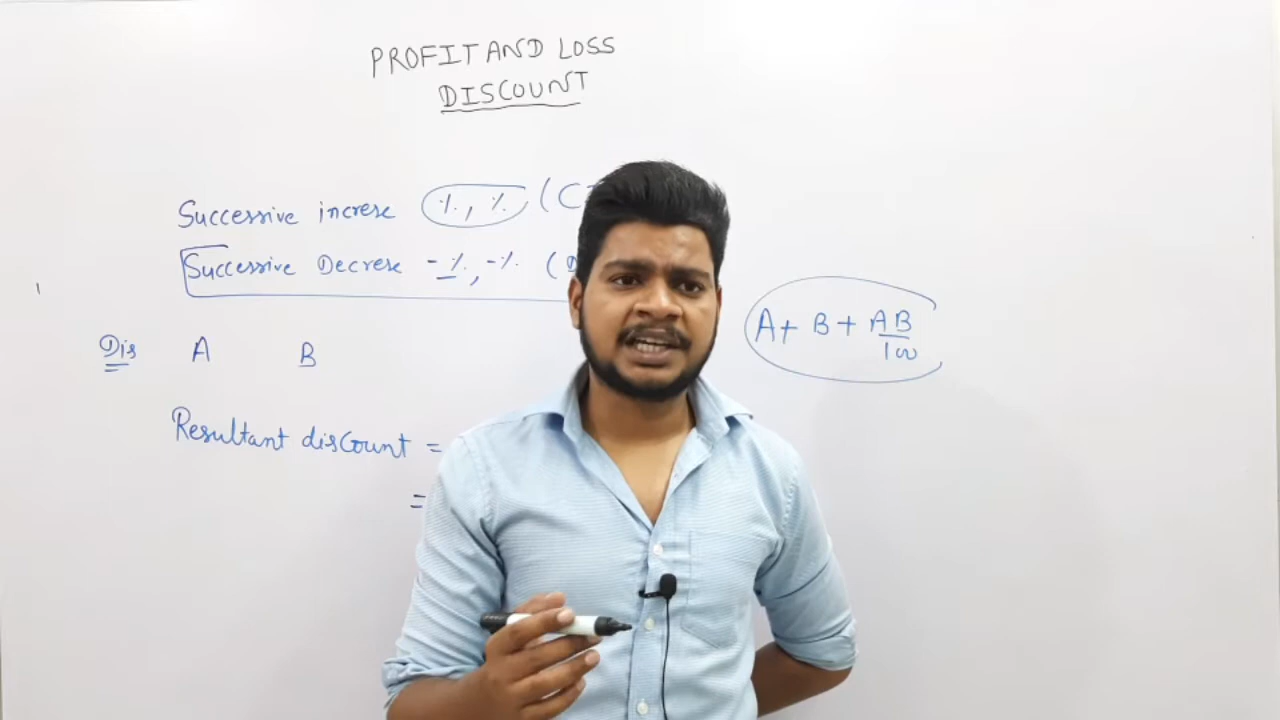 PROFIT AND LOSS
DISCOUNT
Successive increse %, % (C
Successive Decrese -%, -% (D
Dis A B
A + B + AB/100
Resultant discount =
=